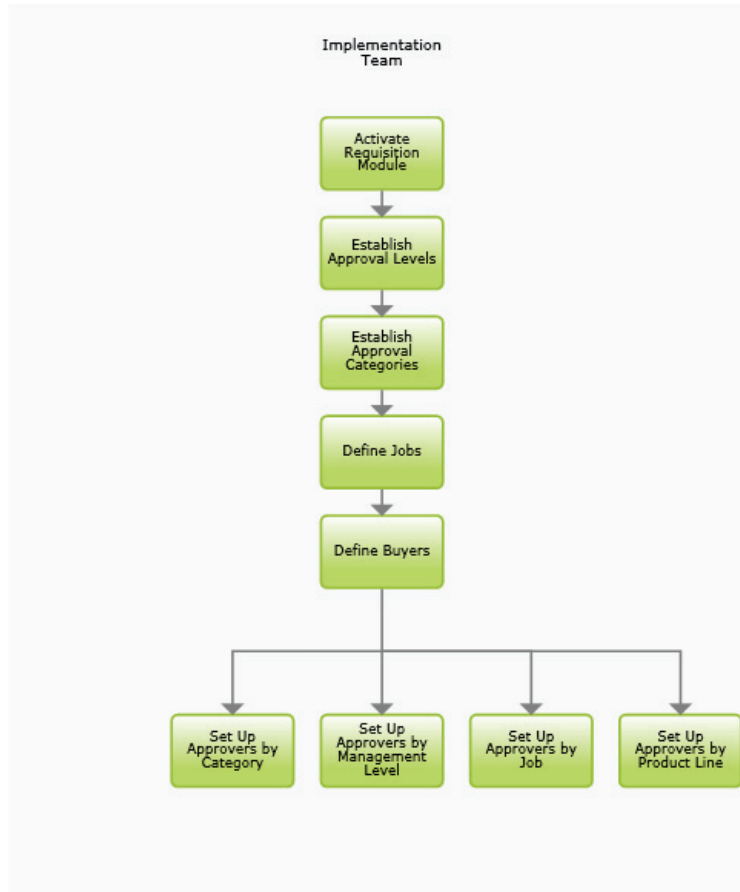 Implementation
Team
Activate
Requisition
Module
Establish
Approval Levels
Establish
Approval
Categories
Define Jobs
Define Buyers
Set Up
Approvers by
Category
Set Up
Approvers by
Management
Level
Set Up
Approvers by
Job
Set Up
Approvers by
Product Line